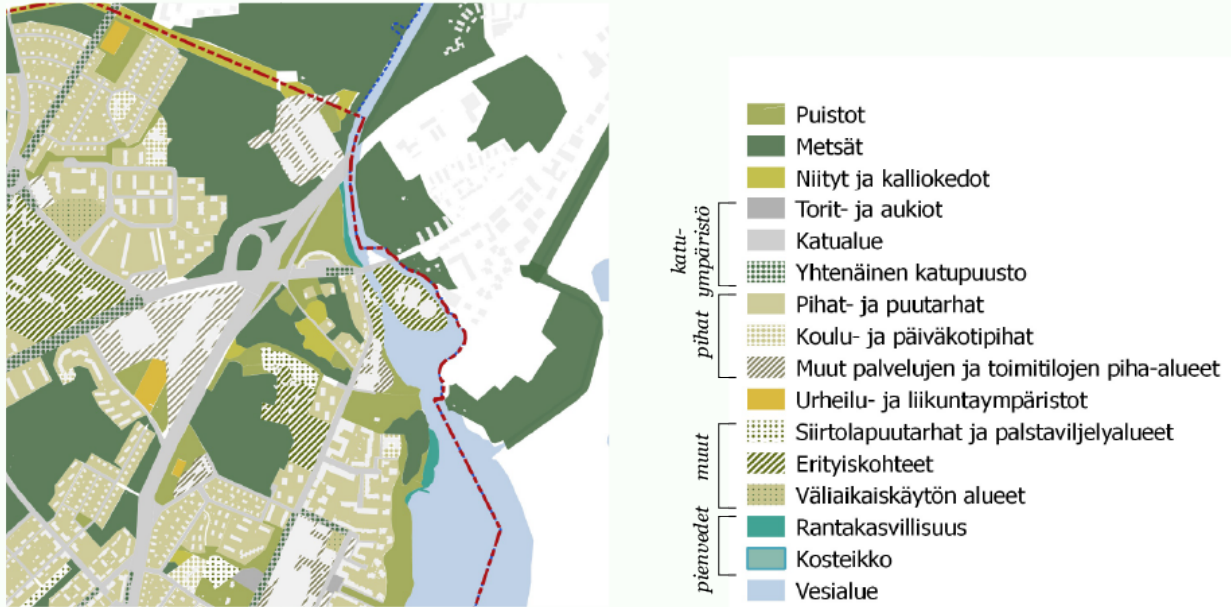 Puistot
Metsät
Niityt ja kalliokedot
Torit- ja aukiot
Katualue
Yhtenäinen katupuusto
katu-
ympäristö
Pihat- ja puutarhat
Koulu- ja päiväkotipihat
Muut palvelujen ja toimitilojen piha-alueet
pihat
Urheilu- ja liikuntaympäristot
Siirtolapuutarhat ja palstaviljelyalueet
Erityiskohteet
Väliaikaiskäytön alueet
muut
Rantakasvillisuus
Kosteikko
pienvedet
Vesialue